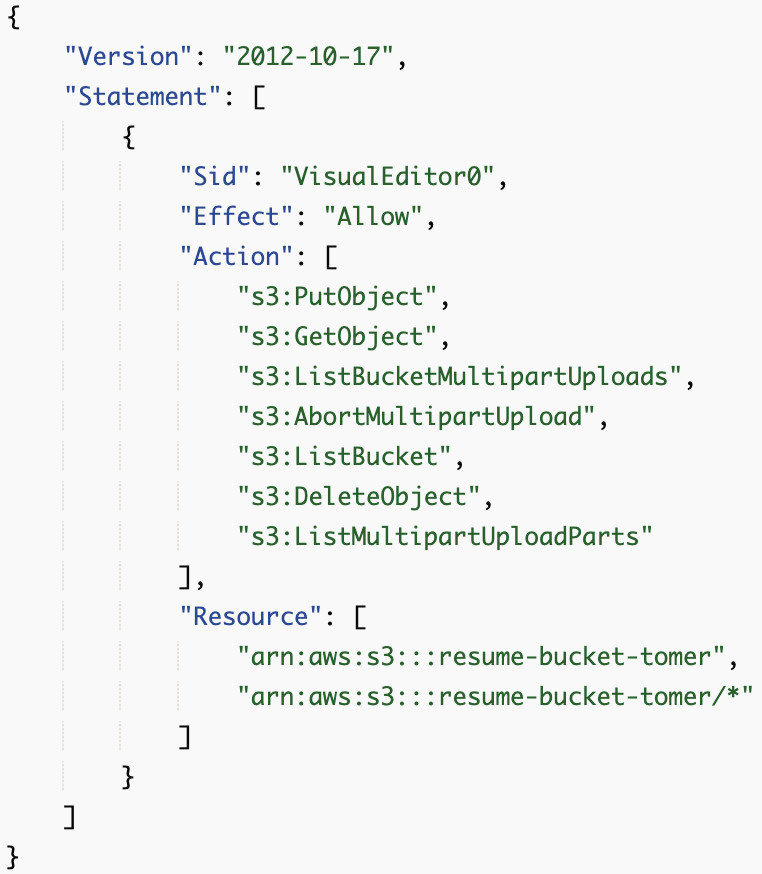 {
"Version": "2012-10-17",
"Statement": [
{
"Sid": "VisualEditor0",
"Effect": "Allow",
"Action": [
"s3:PutObject",
"s3:GetObject",
"s3:ListBucketMultipartUploads",
"s3:AbortMultipartUpload",
"s3:ListBucket",
"s3:DeleteObject",
"s3:ListMultipartUploadParts"
],
"Resource": [
"arn:aws:s3:::resume-bucket-tomer",
"arn:aws:s3:::resume-bucket-tomer/*"
]
}
]
}